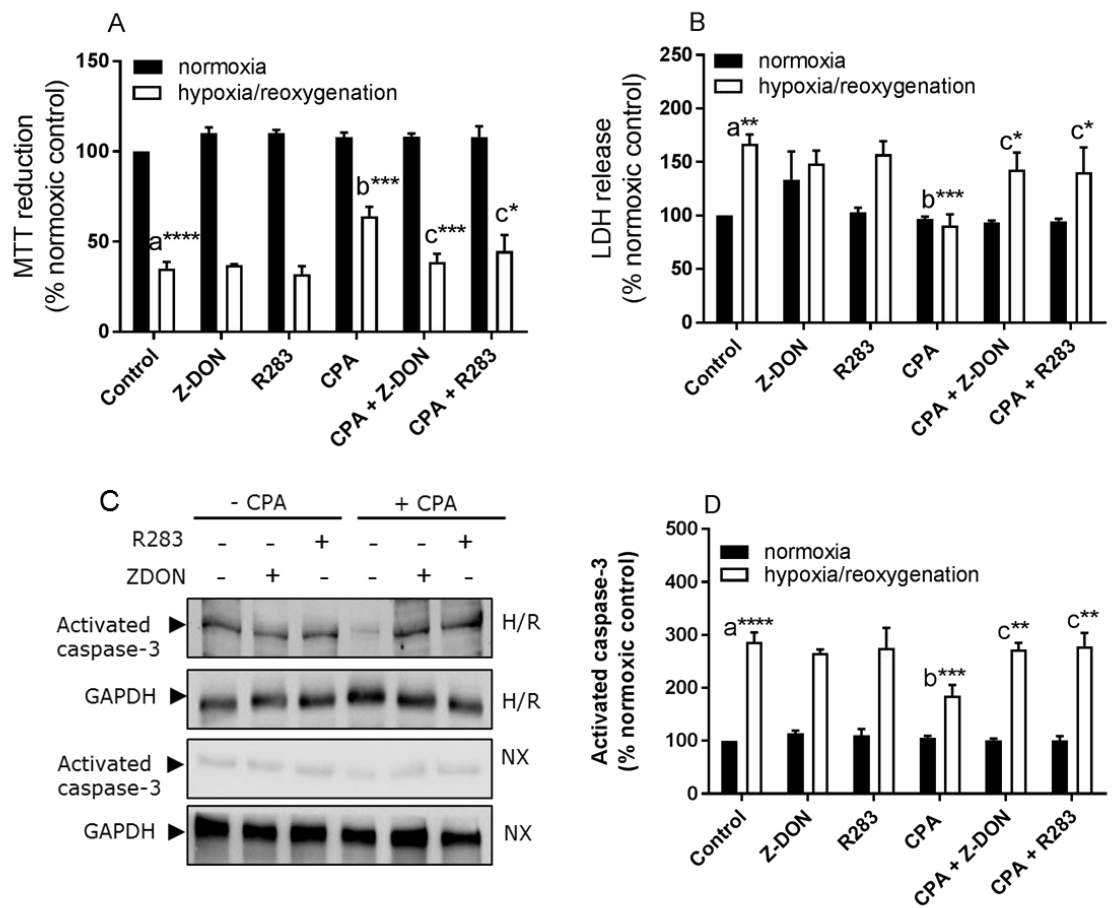 A
MTT reduction
(% normoxic control)
150
100
50
0
normoxia
hypoxia/reoxygenation
a****
b***
c***
c*
Control
Z-DON
R283
CPA
CPA + Z-DON
CPA + R283
B
LDH release
(% normoxic control)
250
200
150
100
50
0
normoxia
hypoxia/reoxygenation
a**
b***
c*
c*
Control
Z-DON
R283
CPA
CPA + Z-DON
CPA + R283
C
- CPA + CPA
R283 - - + - - +
ZDON - + - - + -
Activated
caspase-3
H/R
GAPDH
H/R
Activated
caspase-3
NX
GAPDH
NX
D
Activated caspase-3
(% normoxic control)
500
400
300
200
100
0
normoxia
hypoxia/reoxygenation
a****
b***
c**
c**
Control
Z-DON
R283
CPA
CPA + Z-DON
CPA + R283